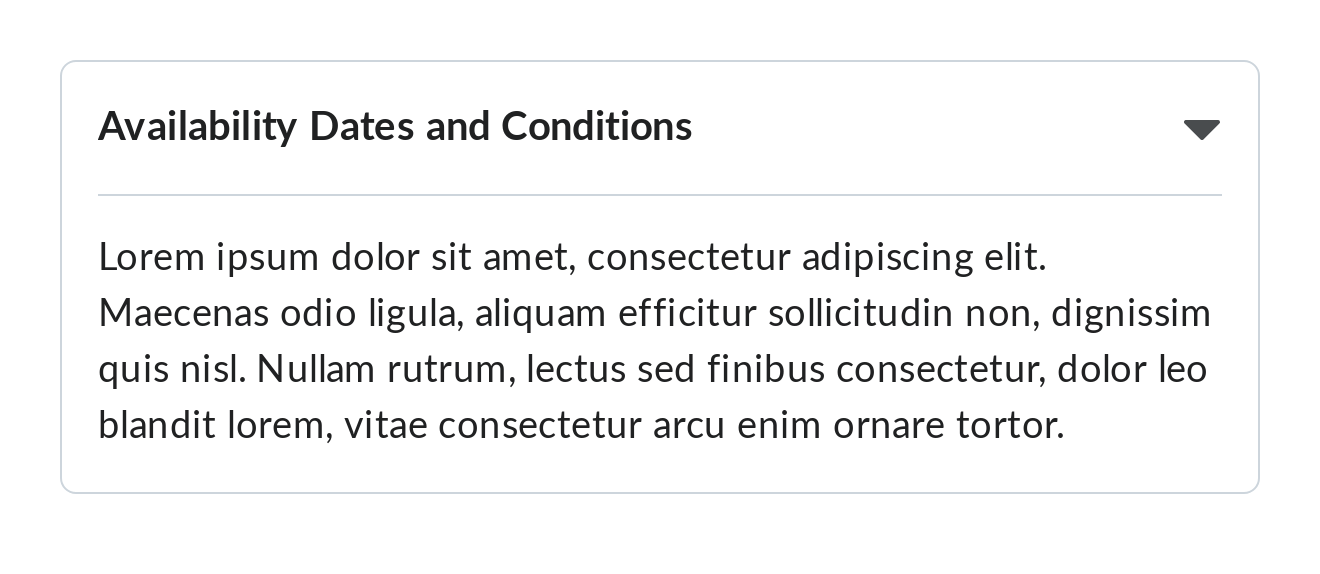 Availability Dates and Conditions
Lorem ipsum dolor sit amet, consectetur adipiscing elit.
Maecenas odio ligula, aliquam efficitur sollicitudin non, dignissim
quis nisl. Nullam rutrum, lectus sed finibus consectetur, dolor leo
blandit lorem, vitae consectetur arcu enim ornare tortor.